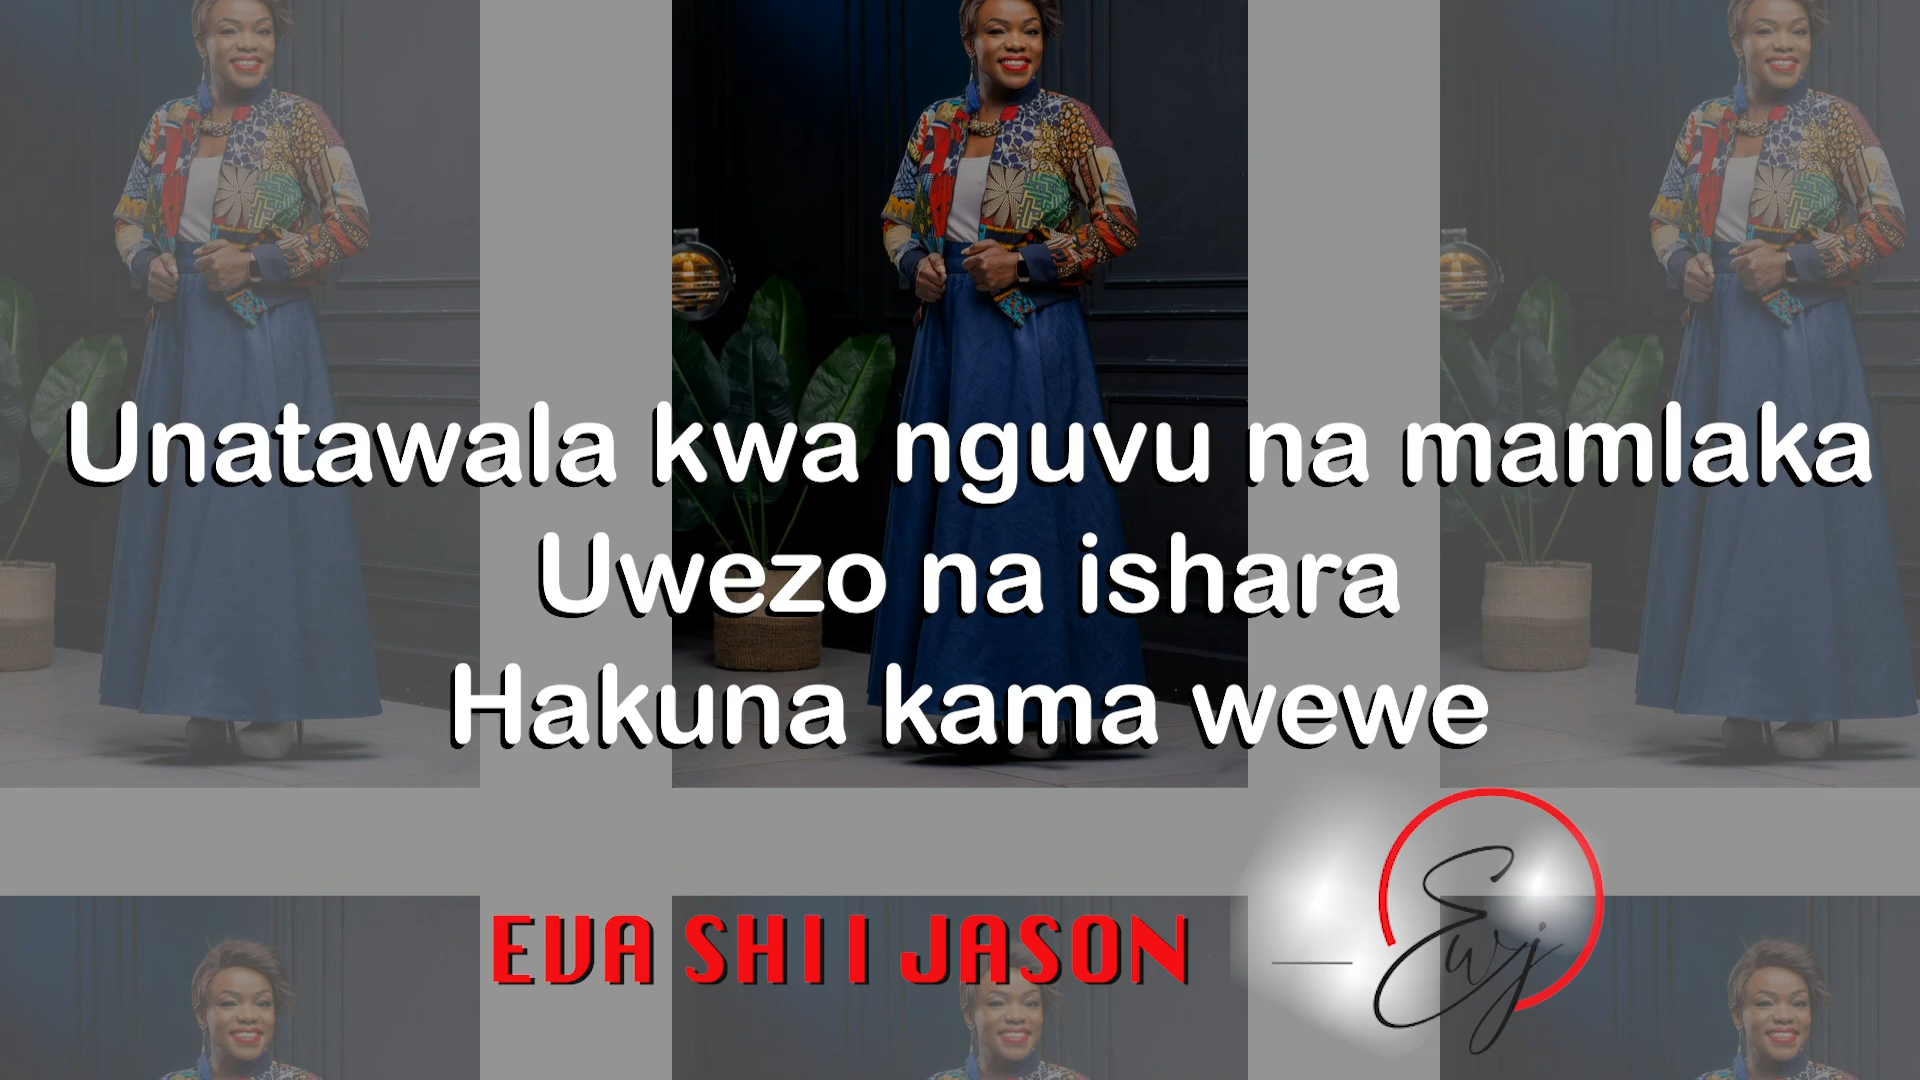 Unatawala kwa nguvu na mamlaka
Uwezo na ishara
Hakuna kama wewe
EVA SHII JASON
Ewj